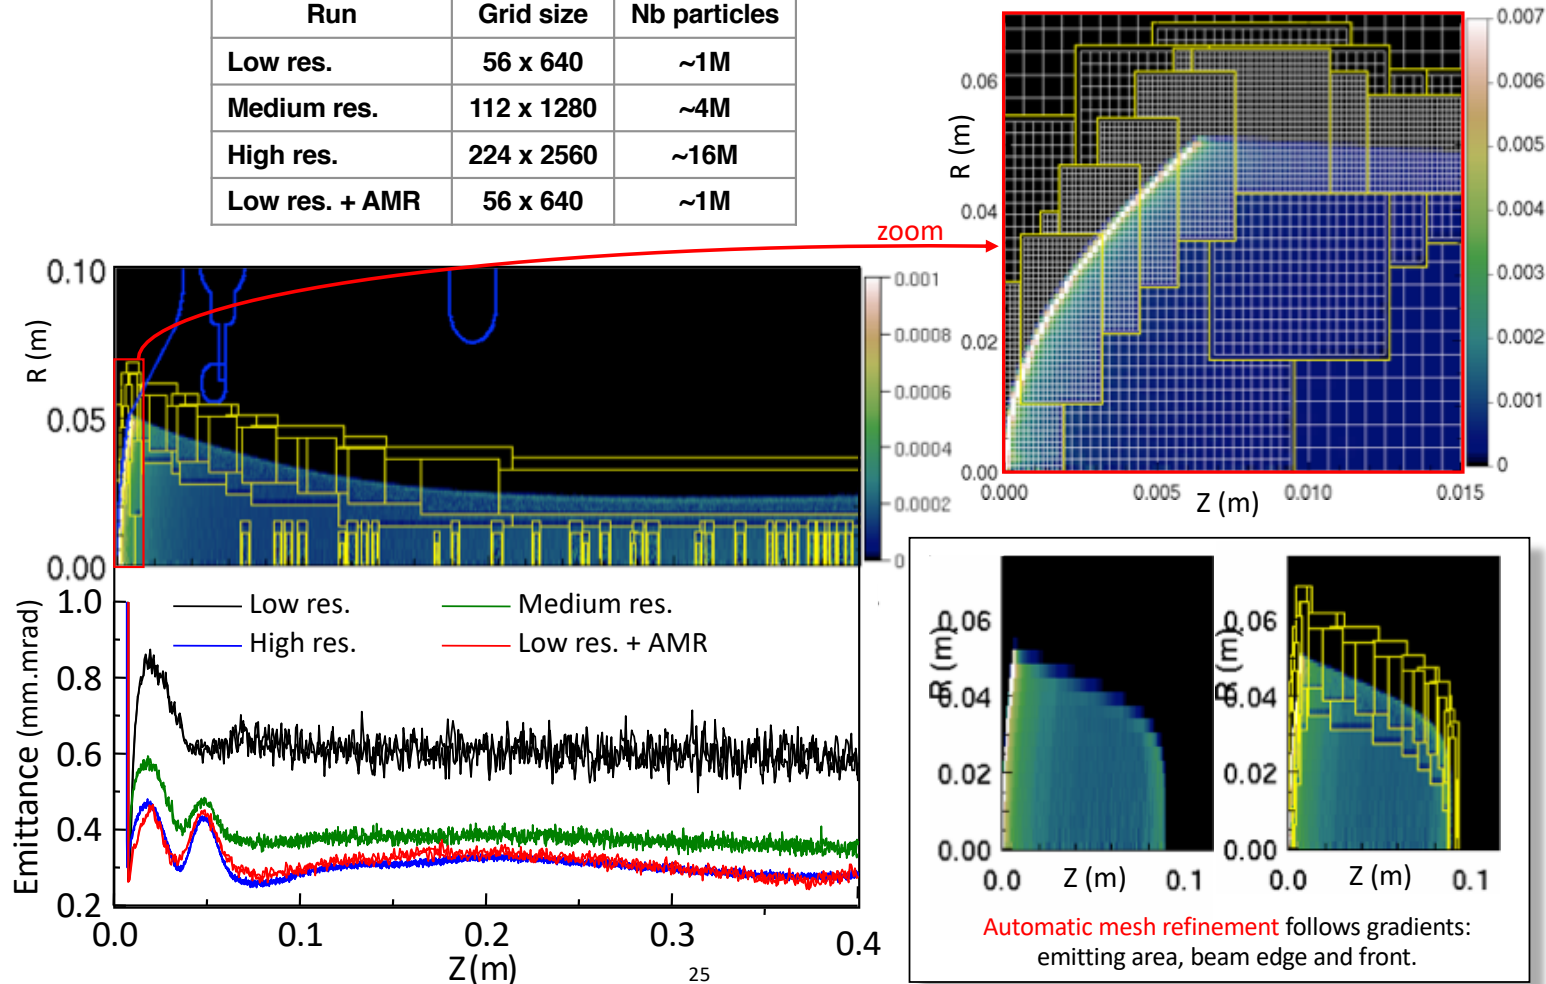 Run Grid size Nb particles
Low res. 56 x 640 ~1M
Medium res. 112 x 1280 ~4M
High res. 224 x 2560 ~16M
Low res. + AMR 56 x 640 ~1M
zoom
R (m)
0.06
0.04
0.02
0.00
0.000 0.005 0.010 0.015
Z (m)
0.007
0.006
0.005
0.004
0.003
0.002
0.001
0
R (m)
0.10
0.05
0.00
0.001
0.0008
0.0006
0.0004
0.0002
0
Emittance (mm.mrad)
1.0
0.8
0.6
0.4
0.2
Low res. Medium res.
High res. Low res. + AMR
0.0 0.1 0.2 0.3 0.4
Z(m)
25
R (m)
0.06
0.04
0.02
0.00
0.0 Z (m) 0.1
R (m)
0.06
0.04
0.02
0.00
0.0 Z (m) 0.1
Automatic mesh refinement follows gradients:
emitting area, beam edge and front.